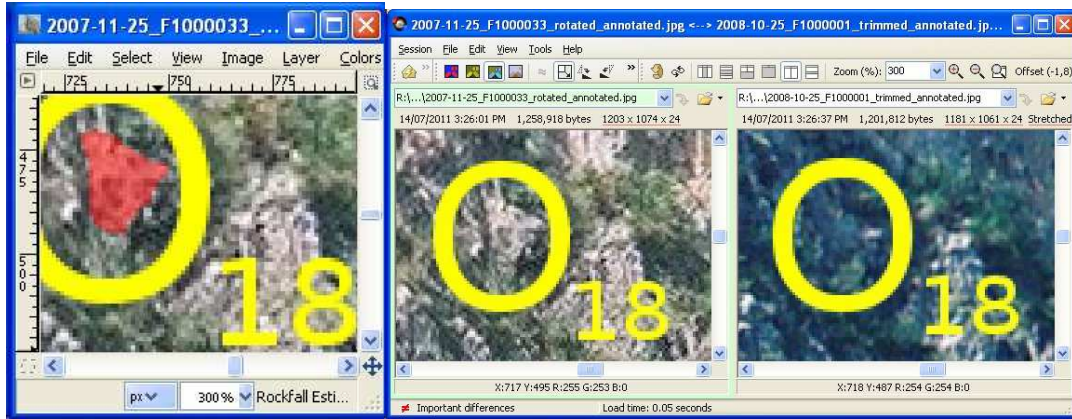 2007-11-25_F1000033_...
File Edit Select View Image Layer Colors
725 750 775
475
500
18
px 300% Rockfall Esti...
2007-11-25_F1000033_rotated_annotated.jpg <--> 2008-10-25_F1000001_trimmed_annotated.jp...
Session File Edit View Tools Help
» » Zoom (%): 300 Offset (-1,8)
R:\...\2007-11-25_F1000033_rotated_annotated.jpg
14/07/2011 3:26:01 PM 1,258,918 bytes 1203 x 1074 x 24
18
X:717 Y:495 R:255 G:253 B:0
R:\...\2008-10-25_F1000001_trimmed_annotated.jpg
14/07/2011 3:26:37 PM 1,201,812 bytes 1181 x 1061 x 24 Stretched
18
X:718 Y:487 R:254 G:254 B:0
≠ Important differences Load time: 0.05 seconds